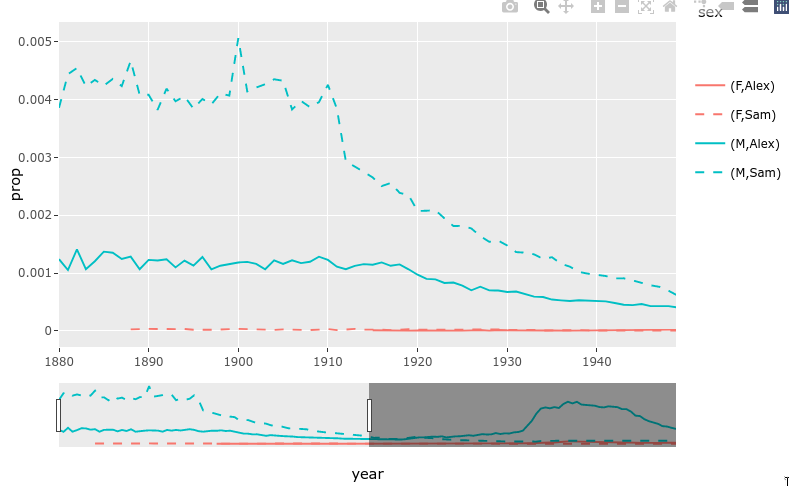 sex
0.005
0.004
0.003
0.002
0.001
0
prop
(F,Alex)
(F,Sam)
(M,Alex)
(M,Sam)
1880 1890 1900 1910 1920 1930 1940
year